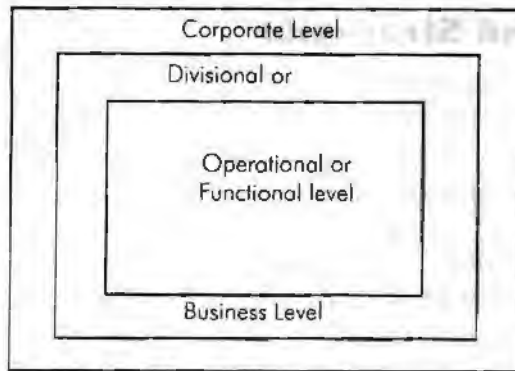 Corporate Level
Divisional or
Operational or
Functional level
Business Level